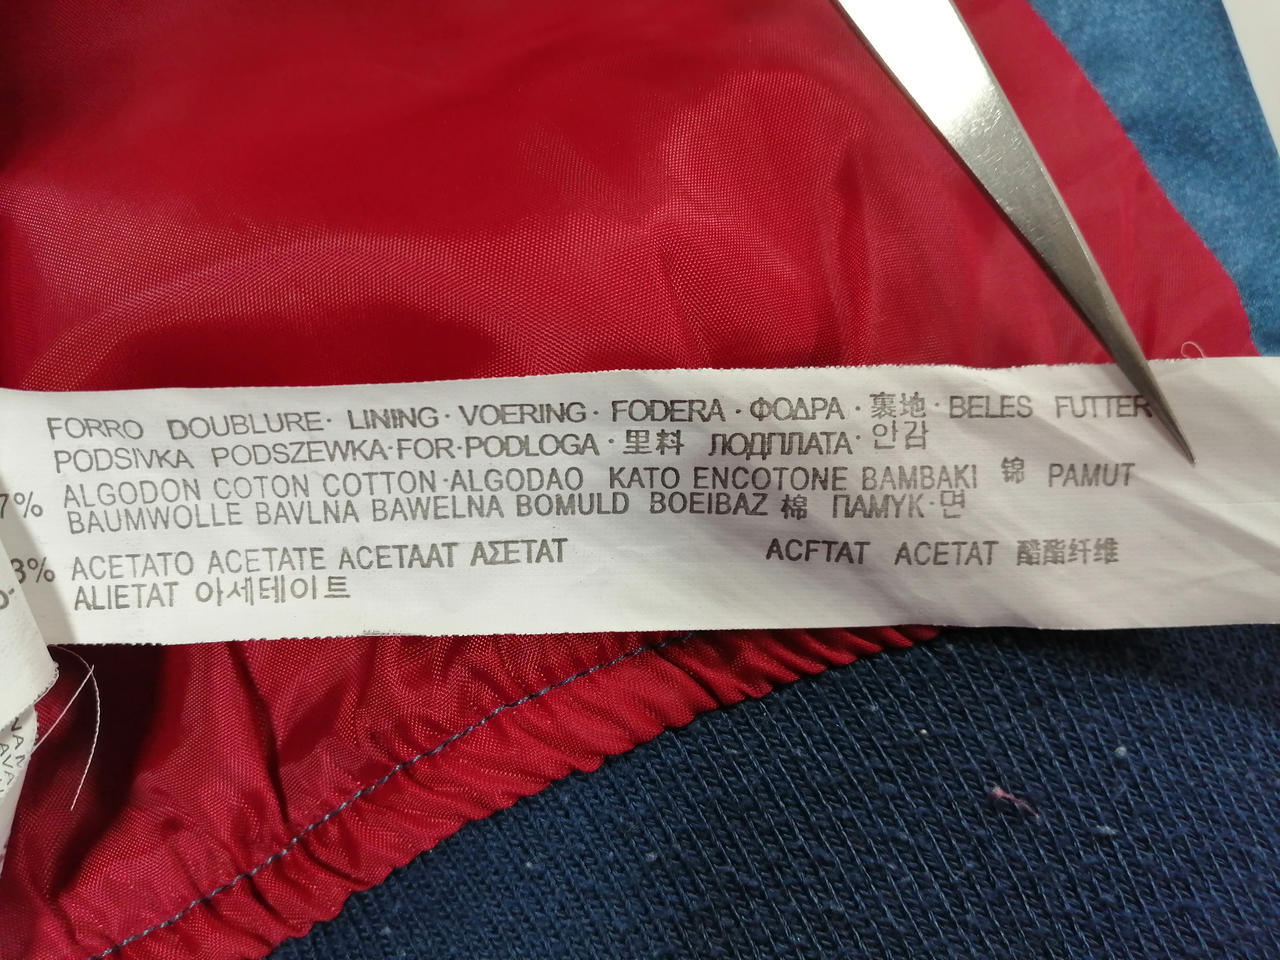 FORRO DOUBLURE· LINING· VOERING· FODERA · ΦΟΔΡΑ · 裏地 · BELES FUTTER
PODSIVKA PODSZEWKA·FOR·PODLOGA · 里料 ЛОДПЛАТА· 안감
7% ALGODON COTON COTTON·ALGODAO KATO ENCOTONE BAMBAKI 锦 PAMUT
BAUMWOLLE BAVLNA BAWELNA BOMULD BOEIBAZ 棉 ПАМУК·면
3% ACETATO ACETATE ACETAAT ΑΣΕΤΑΤ ACFTAT ACETAT 醋酯纤维
ALIETAT 아세테이트